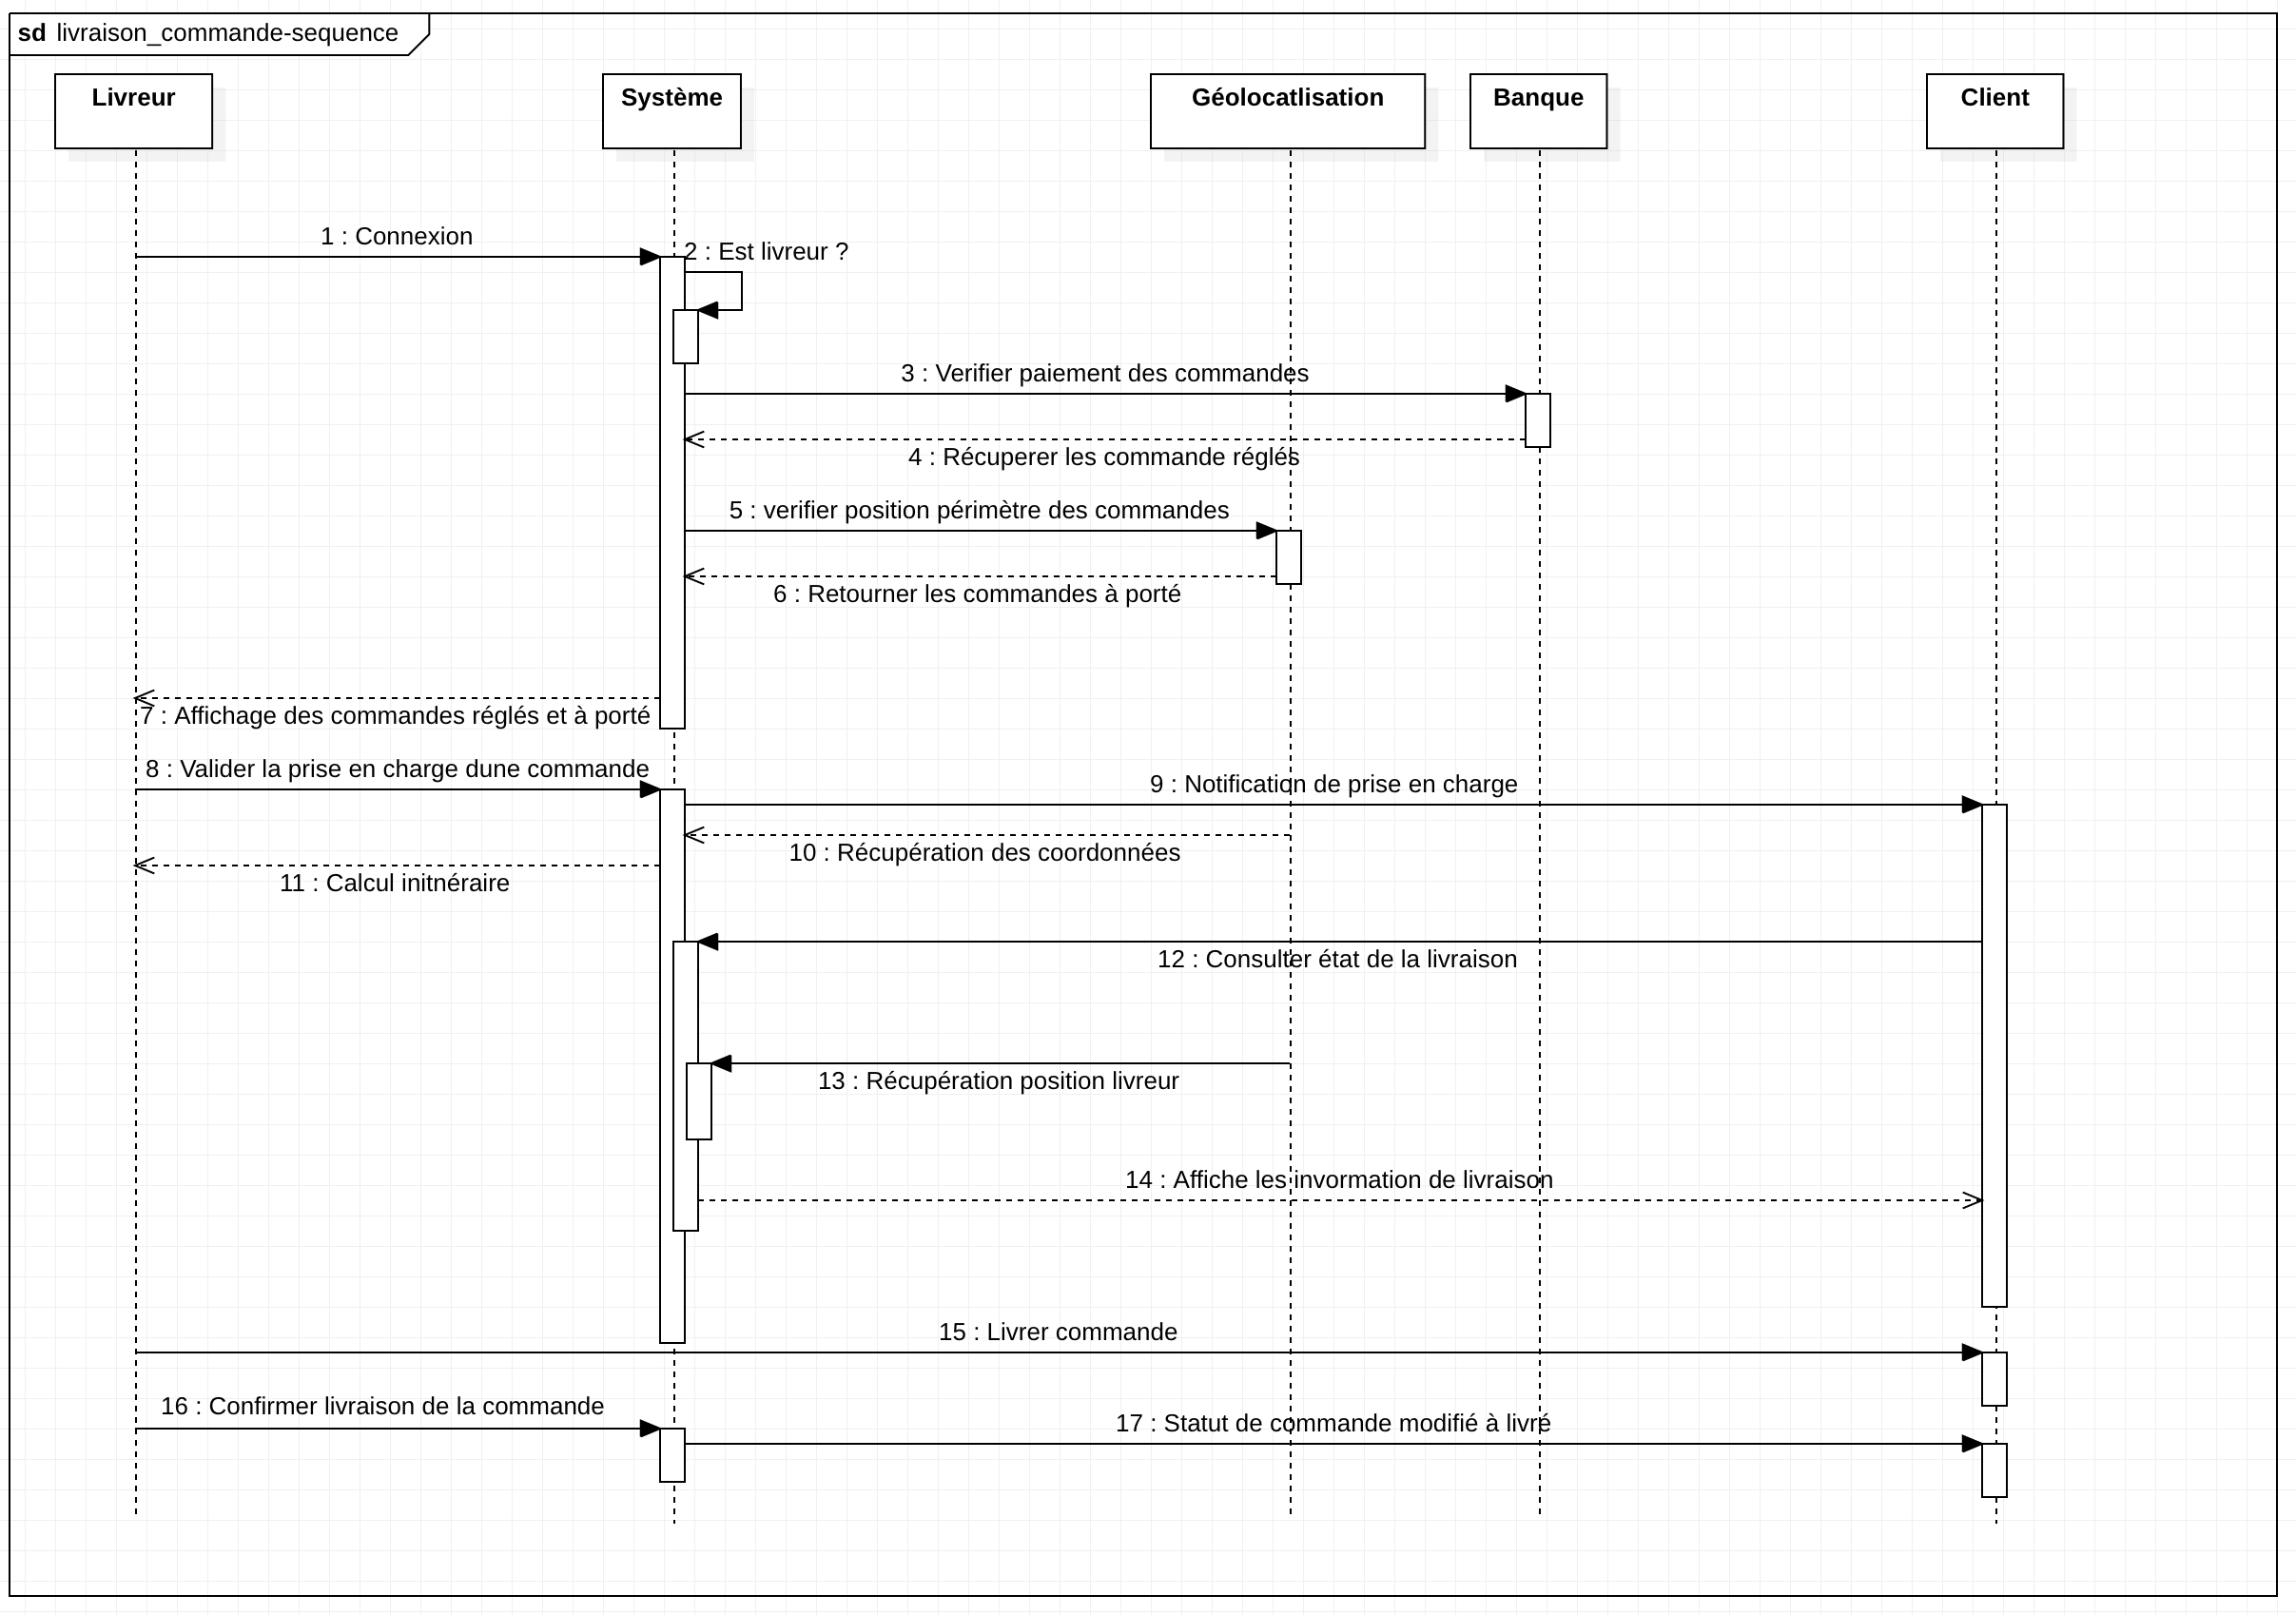 sd livraison_commande-sequence
Livreur
Système
Géolocatlisation
Banque
Client
1 : Connexion
2 : Est livreur ?
3 : Verifier paiement des commandes
4 : Récuperer les commande réglés
5 : verifier position périmètre des commandes
6 : Retourner les commandes à porté
7 : Affichage des commandes réglés et à porté
8 : Valider la prise en charge dune commande
9 : Notification de prise en charge
10 : Récupération des coordonnées
11 : Calcul initnéraire
12 : Consulter état de la livraison
13 : Récupération position livreur
14 : Affiche les invormation de livraison
15 : Livrer commande
16 : Confirmer livraison de la commande
17 : Statut de commande modifié à livré